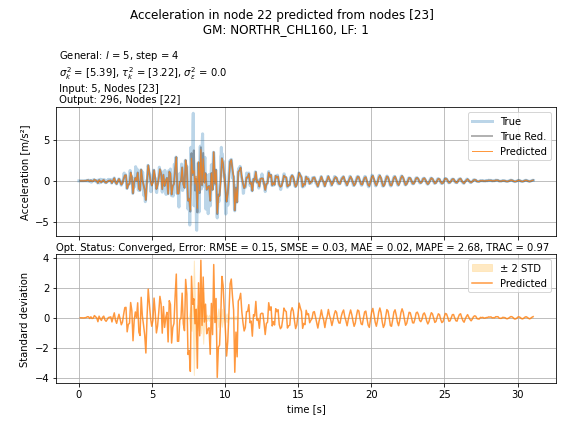 Acceleration in node 22 predicted from nodes [23]
GM: NORTHR_CHL160, LF: 1
General: l = 5, step = 4
σ²ₖ = [5.39], τ²ₖ = [3.22], σ²ε = 0.0
Input: 5, Nodes [23]
Output: 296, Nodes [22]
Acceleration [m/s²]
5
0
−5
True
True Red.
Predicted
Opt. Status: Converged, Error: RMSE = 0.15, SMSE = 0.03, MAE = 0.02, MAPE = 2.68, TRAC = 0.97
Standard deviation
4
2
0
−2
−4
± 2 STD
Predicted
0 5 10 15 20 25 30
time [s]